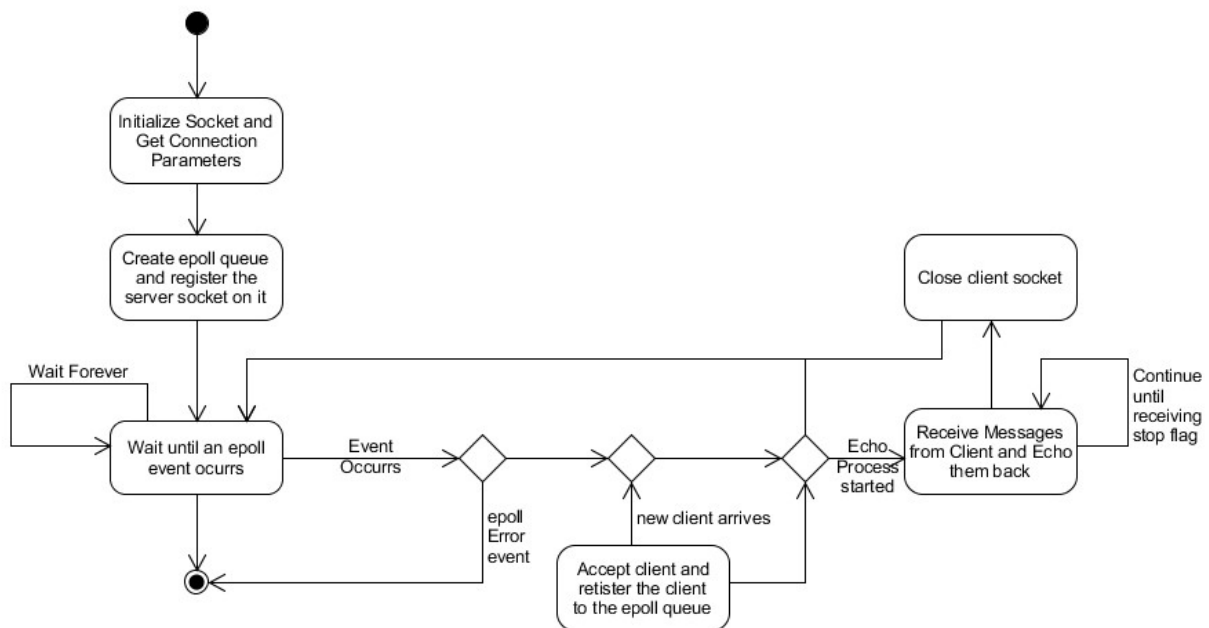 Initialize Socket and
Get Connection
Parameters
Create epoll queue
and register the
server socket on it
Close client socket
Wait Forever
Continue
until
receiving
stop flag
Wait until an epoll
event ocurrs
Event
Occurrs
Echo
Process
started
Receive Messages
from Client and Echo
them back
epoll
Error
event
new client arrives
Accept client and
retister the client
to the epoll queue